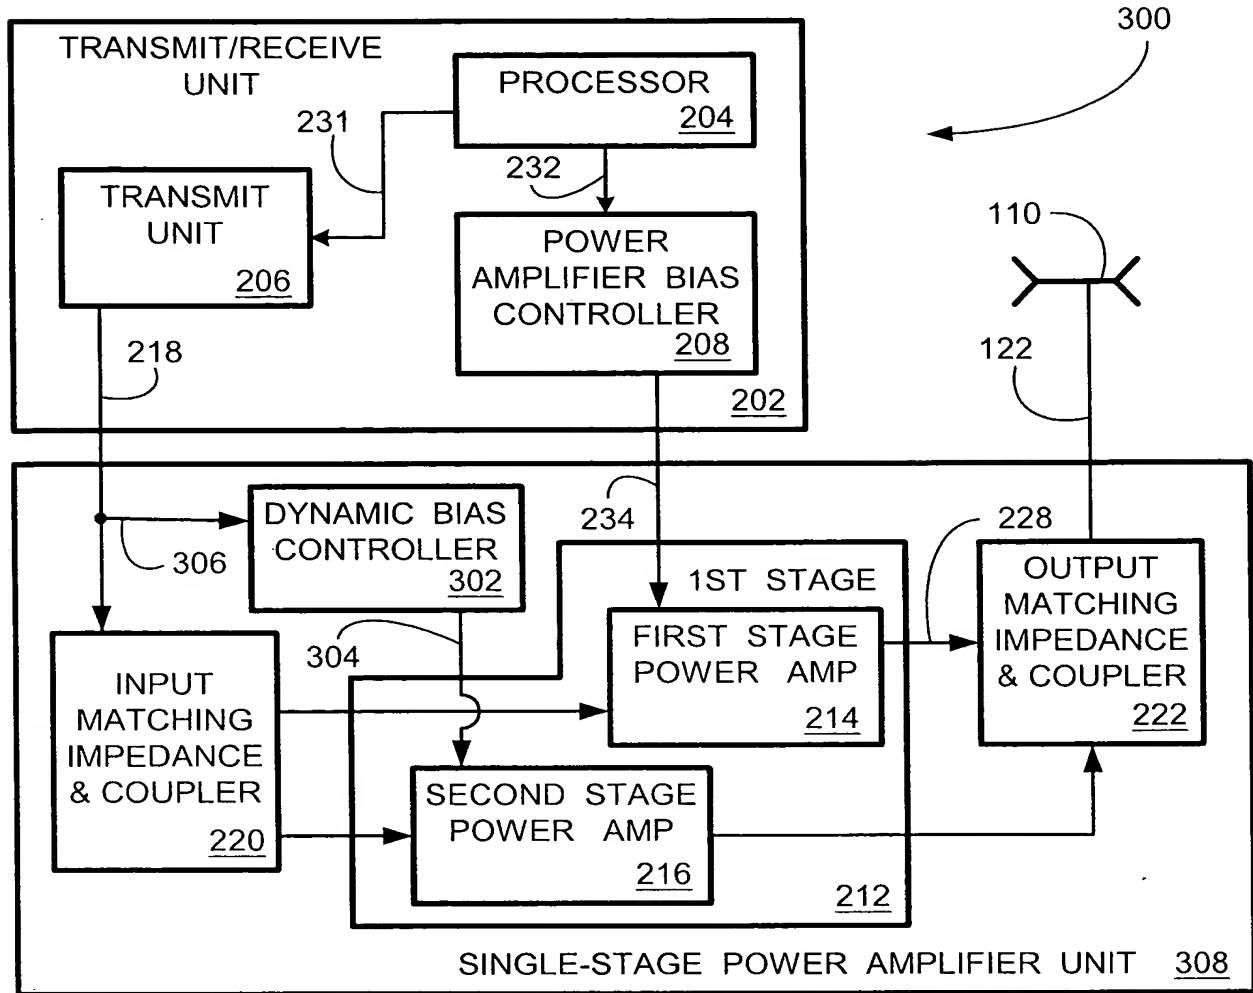 300
TRANSMIT/RECEIVE
UNIT
PROCESSOR
204
231
232
TRANSMIT
UNIT
206
POWER
AMPLIFIER BIAS
CONTROLLER
208
110
218
122
202
DYNAMIC BIAS
CONTROLLER
302
306
234
228
1ST STAGE
304
FIRST STAGE
POWER AMP
214
OUTPUT
MATCHING
IMPEDANCE
& COUPLER
222
INPUT
MATCHING
IMPEDANCE
& COUPLER
220
SECOND STAGE
POWER AMP
216
212
SINGLE-STAGE POWER AMPLIFIER UNIT 308